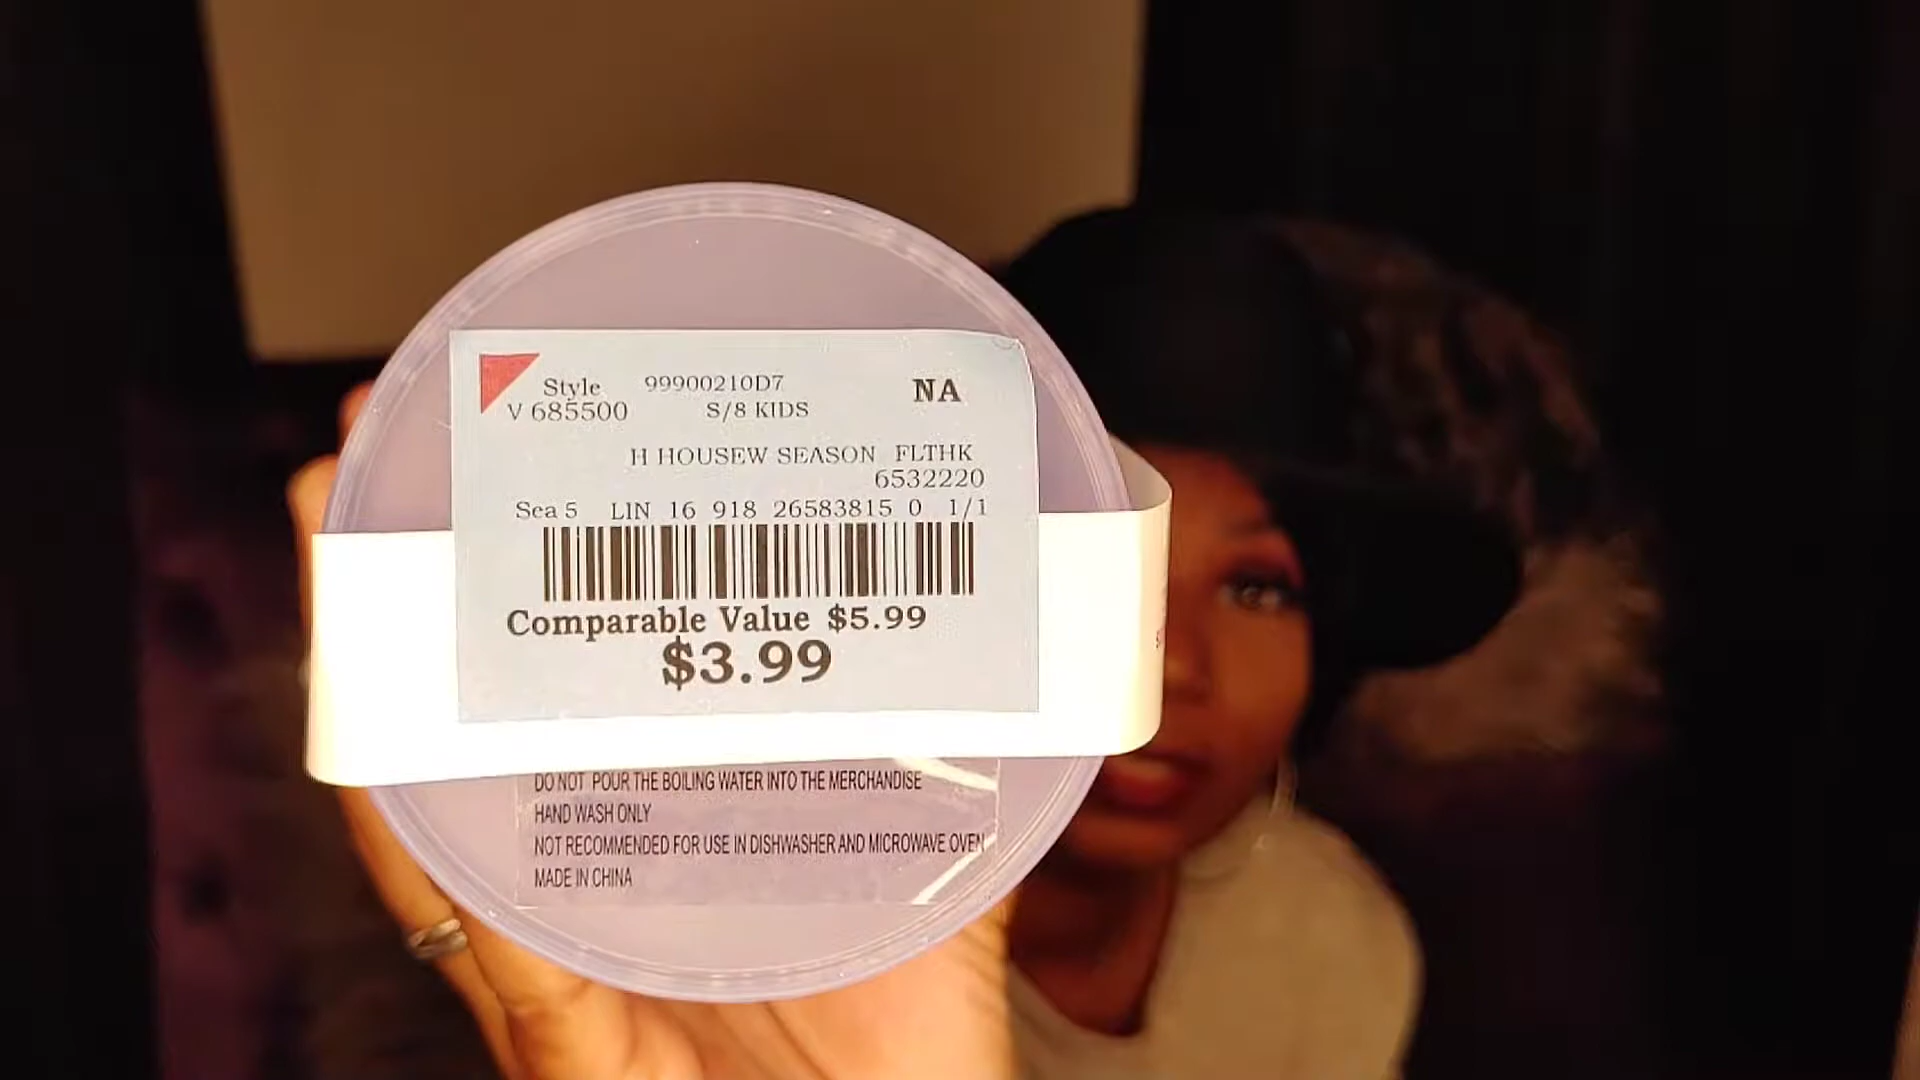 Style 99900210D7 NA
V 685500 S/8 KIDS
H HOUSEW SEASON FLTHK
6532220
Sea 5 LIN 16 918 26583815 0 1/1
Comparable Value $5.99
$3.99
DO NOT POUR THE BOILING WATER INTO THE MERCHANDISE
HAND WASH ONLY
NOT RECOMMENDED FOR USE IN DISHWASHER AND MICROWAVE OVEN
MADE IN CHINA